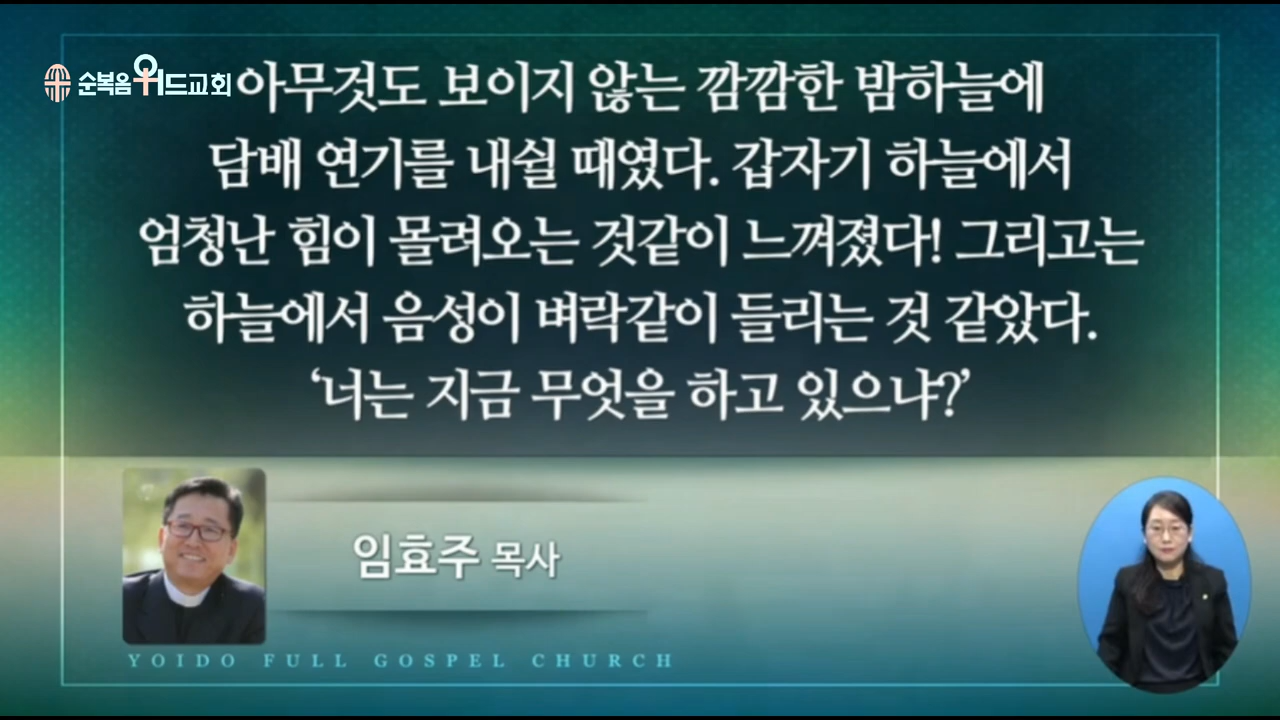 순복음위드교회
아무것도 보이지 않는 깜깜한 밤하늘에
담배 연기를 내쉴 때였다. 갑자기 하늘에서
엄청난 힘이 몰려오는 것같이 느껴졌다! 그리고는
하늘에서 음성이 벼락같이 들리는 것 같았다.
‘너는 지금 무엇을 하고 있으냐?’
임효주 목사
YOIDO FULL GOSPEL CHURCH